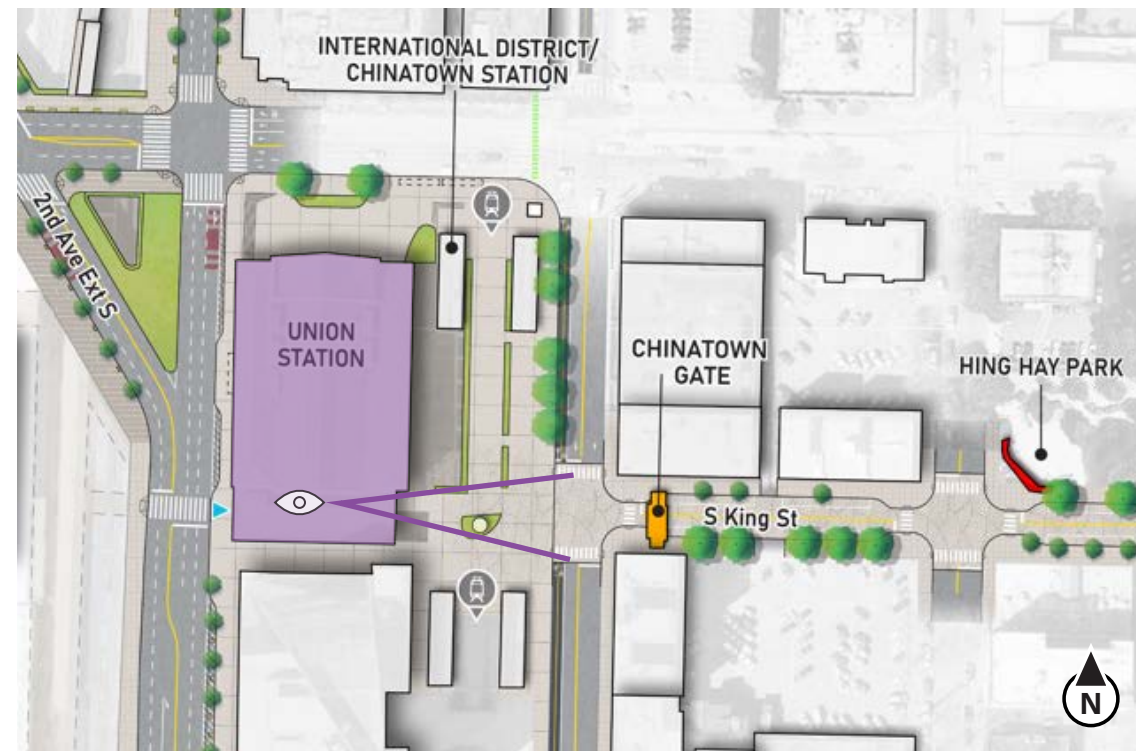 INTERNATIONAL DISTRICT/
CHINATOWN STATION
2nd Ave Ext S
UNION
STATION
CHINATOWN
GATE
HING HAY PARK
S King St
N